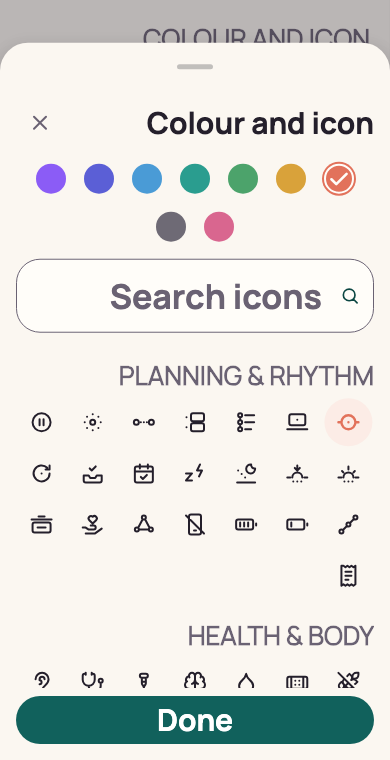 COLOUR AND ICON
Colour and icon
Search icons
PLANNING & RHYTHM
HEALTH & BODY
Done